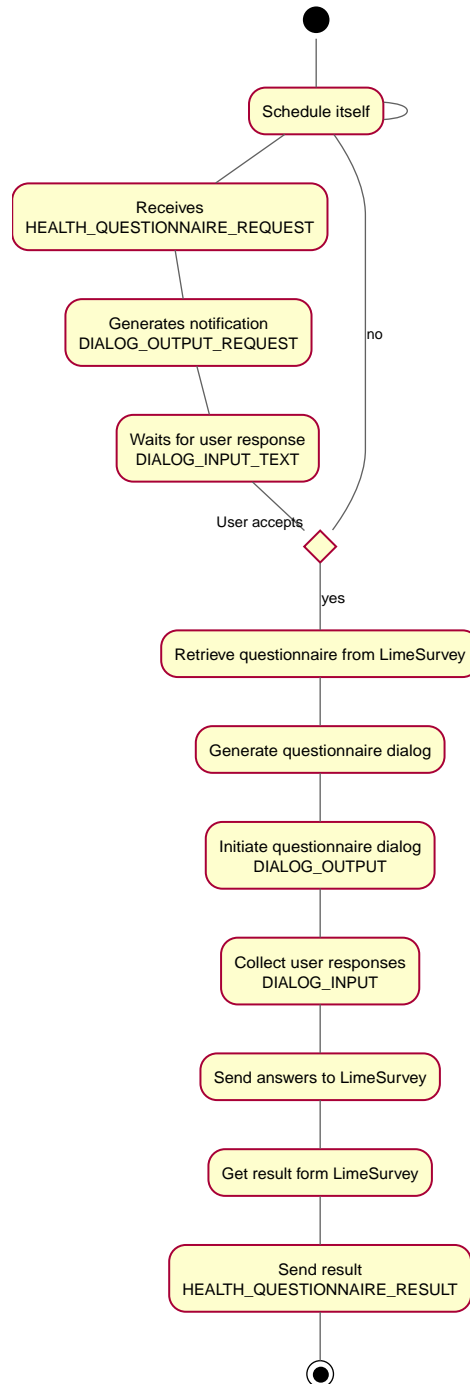 Schedule itself
Receives
HEALTH_QUESTIONNAIRE_REQUEST
Generates notification
DIALOG_OUTPUT_REQUEST
no
Waits for user response
DIALOG_INPUT_TEXT
User accepts
yes
Retrieve questionnaire from LimeSurvey
Generate questionnaire dialog
Initiate questionnaire dialog
DIALOG_OUTPUT
Collect user responses
DIALOG_INPUT
Send answers to LimeSurvey
Get result form LimeSurvey
Send result
HEALTH_QUESTIONNAIRE_RESULT